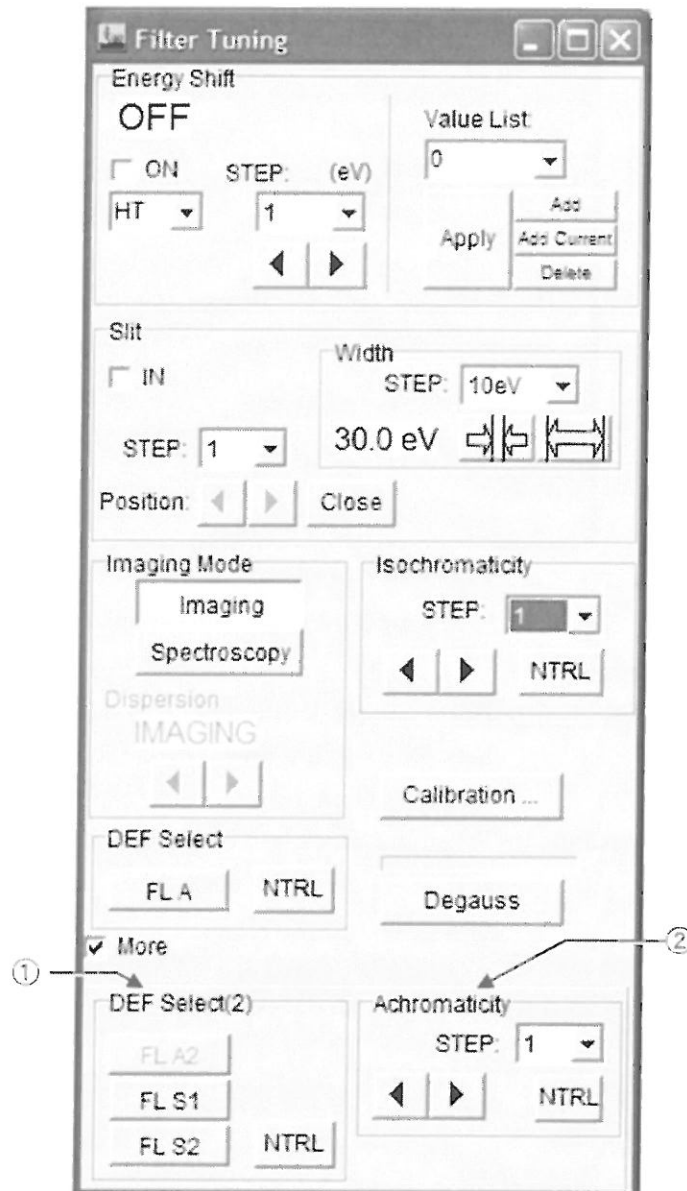 Filter Tuning
Energy Shift
OFF
ON
STEP: (eV)
HT
1
Value List:
0
Apply
Add
Add Current
Delete
Slit
IN
STEP: 1
Width
STEP: 10eV
30.0 eV
Position:
Close
Imaging Mode
Imaging
Spectroscopy
Dispersion
IMAGING
Isochromaticity
STEP: 1
NTRL
Calibration ...
DEF Select
FL A
NTRL
Degauss
More
①
②
DEF Select(2)
FL A2
FL S1
FL S2
NTRL
Achromaticity
STEP: 1
NTRL